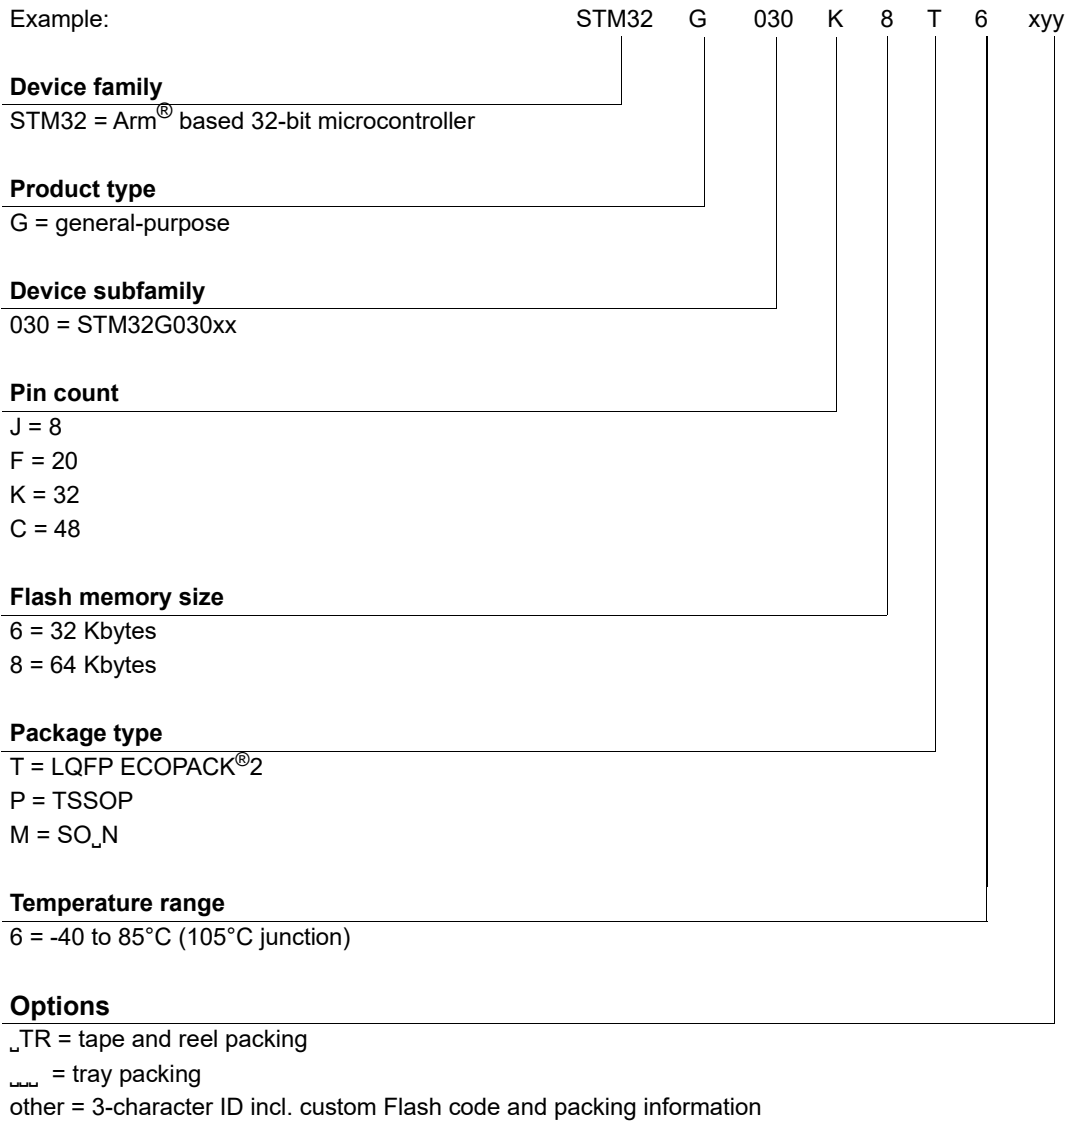 Example: STM32 G 030 K 8 T 6 xyy
Device family
STM32 = Arm® based 32-bit microcontroller
Product type
G = general-purpose
Device subfamily
030 = STM32G030xx
Pin count
J = 8
F = 20
K = 32
C = 48
Flash memory size
6 = 32 Kbytes
8 = 64 Kbytes
Package type
T = LQFP ECOPACK®2
P = TSSOP
M = SO␣N
Temperature range
6 = -40 to 85°C (105°C junction)
Options
␣TR = tape and reel packing
␣␣␣ = tray packing
other = 3-character ID incl. custom Flash code and packing information